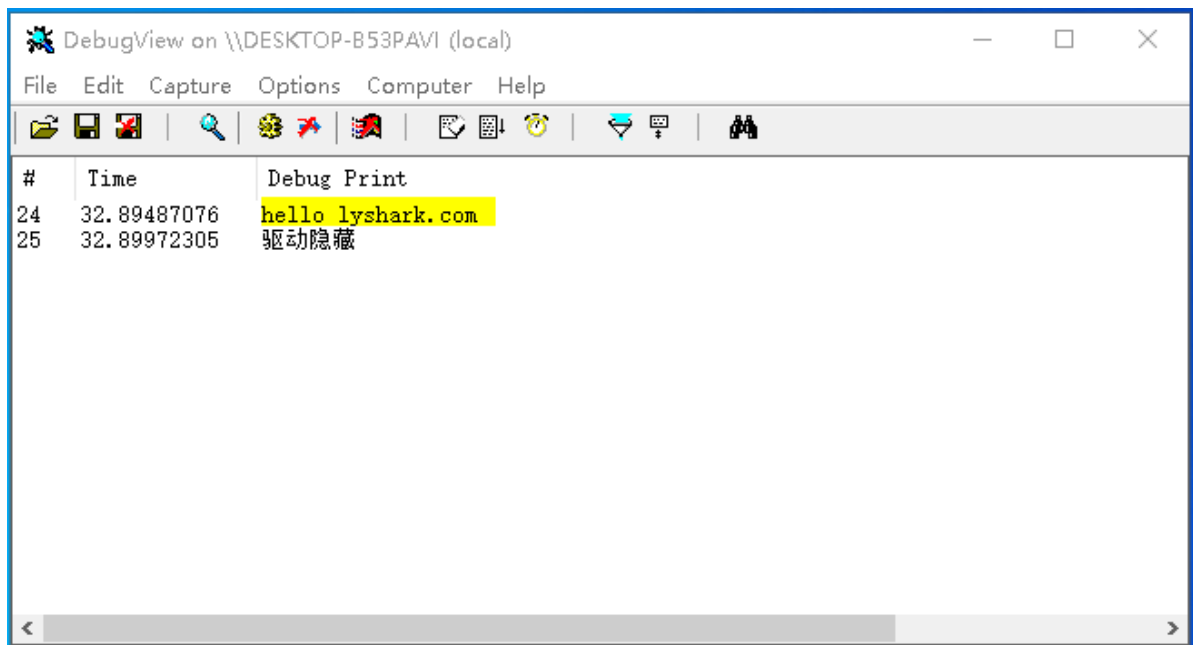 DebugView on \\DESKTOP-B53PAVI (local)
File Edit Capture Options Computer Help
# Time Debug Print
24 32.89487076 hello lyshark.com
25 32.89972305 驱动隐藏